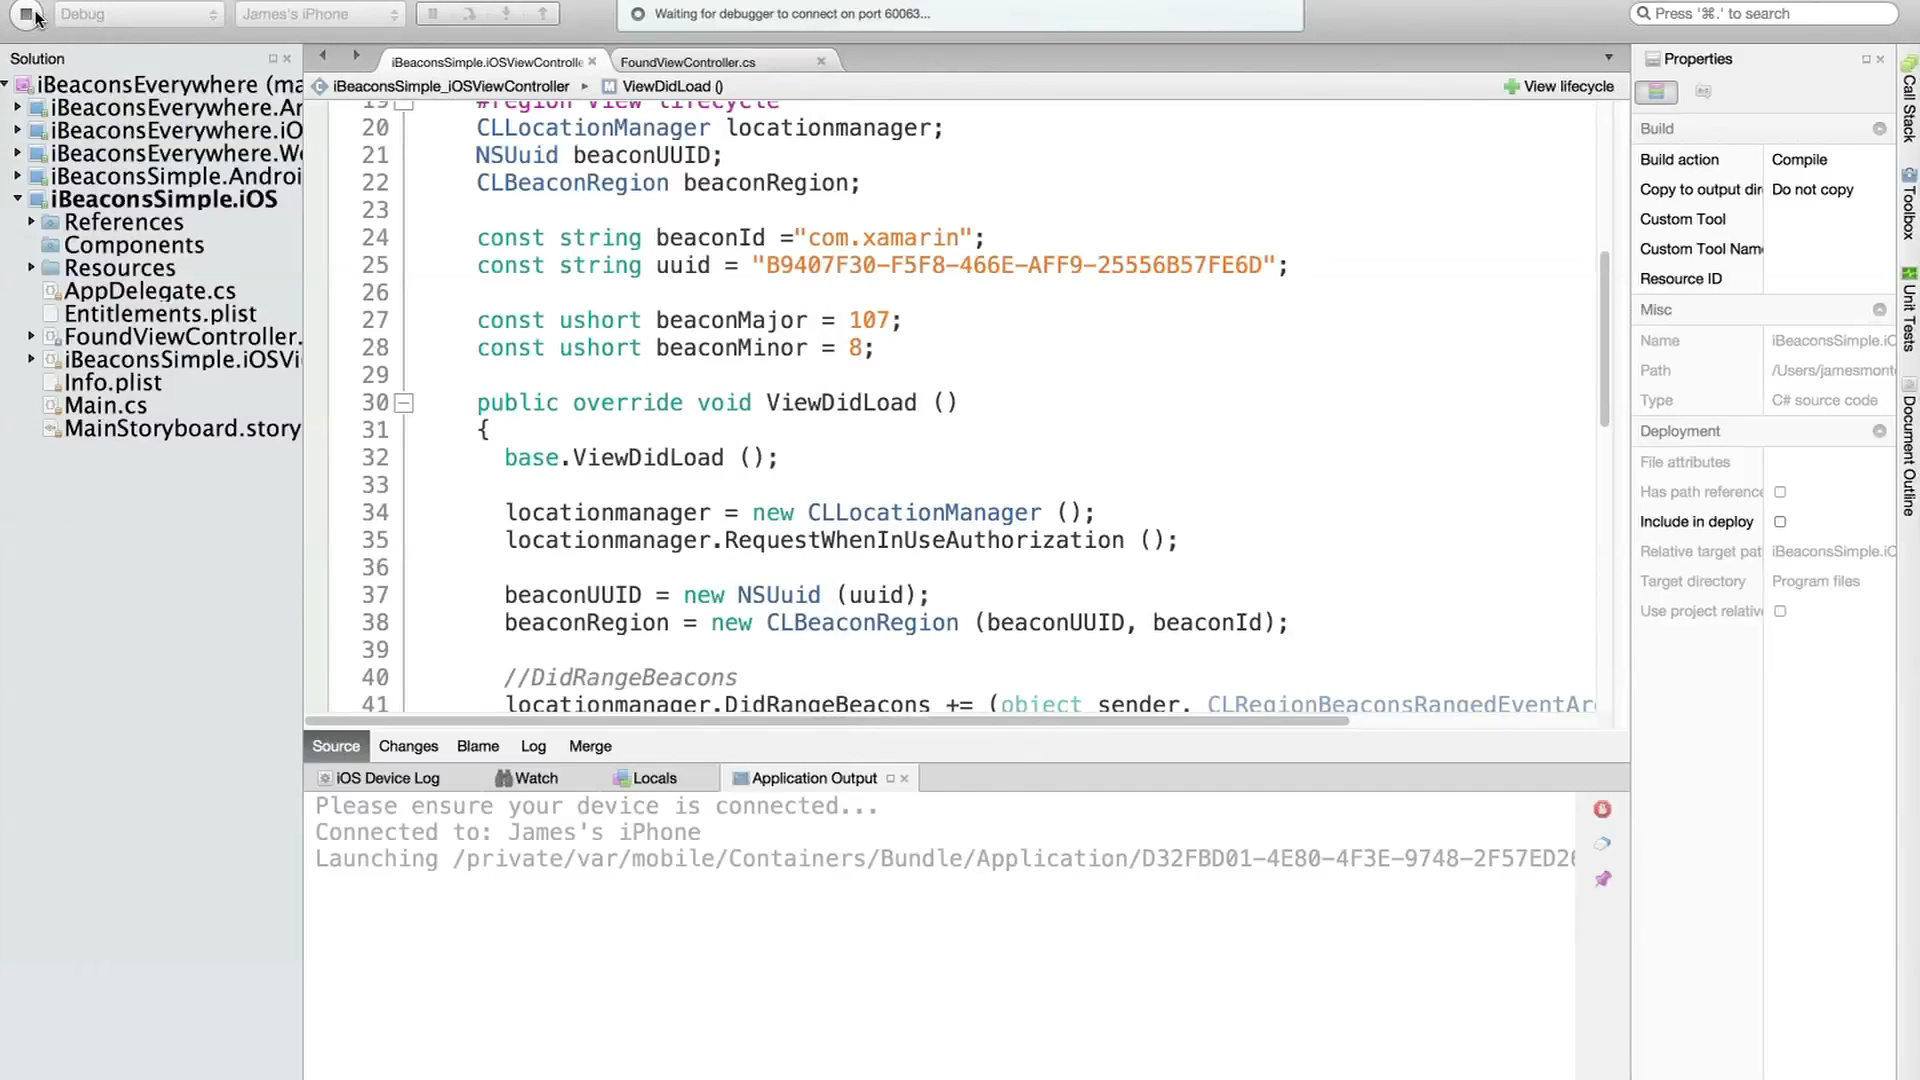 Debug
James's iPhone
Waiting for debugger to connect on port 60063...
Press '⌘.' to search
Solution
iBeaconsEverywhere (ma
iBeaconsEverywhere.Ar
iBeaconsEverywhere.iO
iBeaconsEverywhere.We
iBeaconsSimple.Androi
iBeaconsSimple.iOS
References
Components
Resources
AppDelegate.cs
Entitlements.plist
FoundViewController.
iBeaconsSimple.iOSVi
Info.plist
Main.cs
MainStoryboard.story
iBeaconsSimple.iOSViewControlle
FoundViewController.cs
iBeaconsSimple_iOSViewController
ViewDidLoad ()
View lifecycle
19 #region View lifecycle
20 CLLocationManager locationmanager;
21 NSUuid beaconUUID;
22 CLBeaconRegion beaconRegion;
23
24 const string beaconId ="com.xamarin";
25 const string uuid = "B9407F30-F5F8-466E-AFF9-25556B57FE6D";
26
27 const ushort beaconMajor = 107;
28 const ushort beaconMinor = 8;
29
30 public override void ViewDidLoad ()
31 {
32 base.ViewDidLoad ();
33
34 locationmanager = new CLLocationManager ();
35 locationmanager.RequestWhenInUseAuthorization ();
36
37 beaconUUID = new NSUuid (uuid);
38 beaconRegion = new CLBeaconRegion (beaconUUID, beaconId);
39
40 //DidRangeBeacons
41 locationmanager.DidRangeBeacons += (object sender, CLRegionBeaconsRangedEventAr
Source
Changes
Blame
Log
Merge
iOS Device Log
Watch
Locals
Application Output
Please ensure your device is connected...
Connected to: James's iPhone
Launching /private/var/mobile/Containers/Bundle/Application/D32FBD01-4E80-4F3E-9748-2F57ED26
Properties
Build
Build action Compile
Copy to output dir Do not copy
Custom Tool
Custom Tool Name
Resource ID
Misc
Name iBeaconsSimple.iO
Path /Users/jamesmont
Type C# source code
Deployment
File attributes
Has path reference
Include in deploy
Relative target pat iBeaconsSimple.iO
Target directory Program files
Use project relativ
Call Stack
Toolbox
Unit Tests
Document Outline